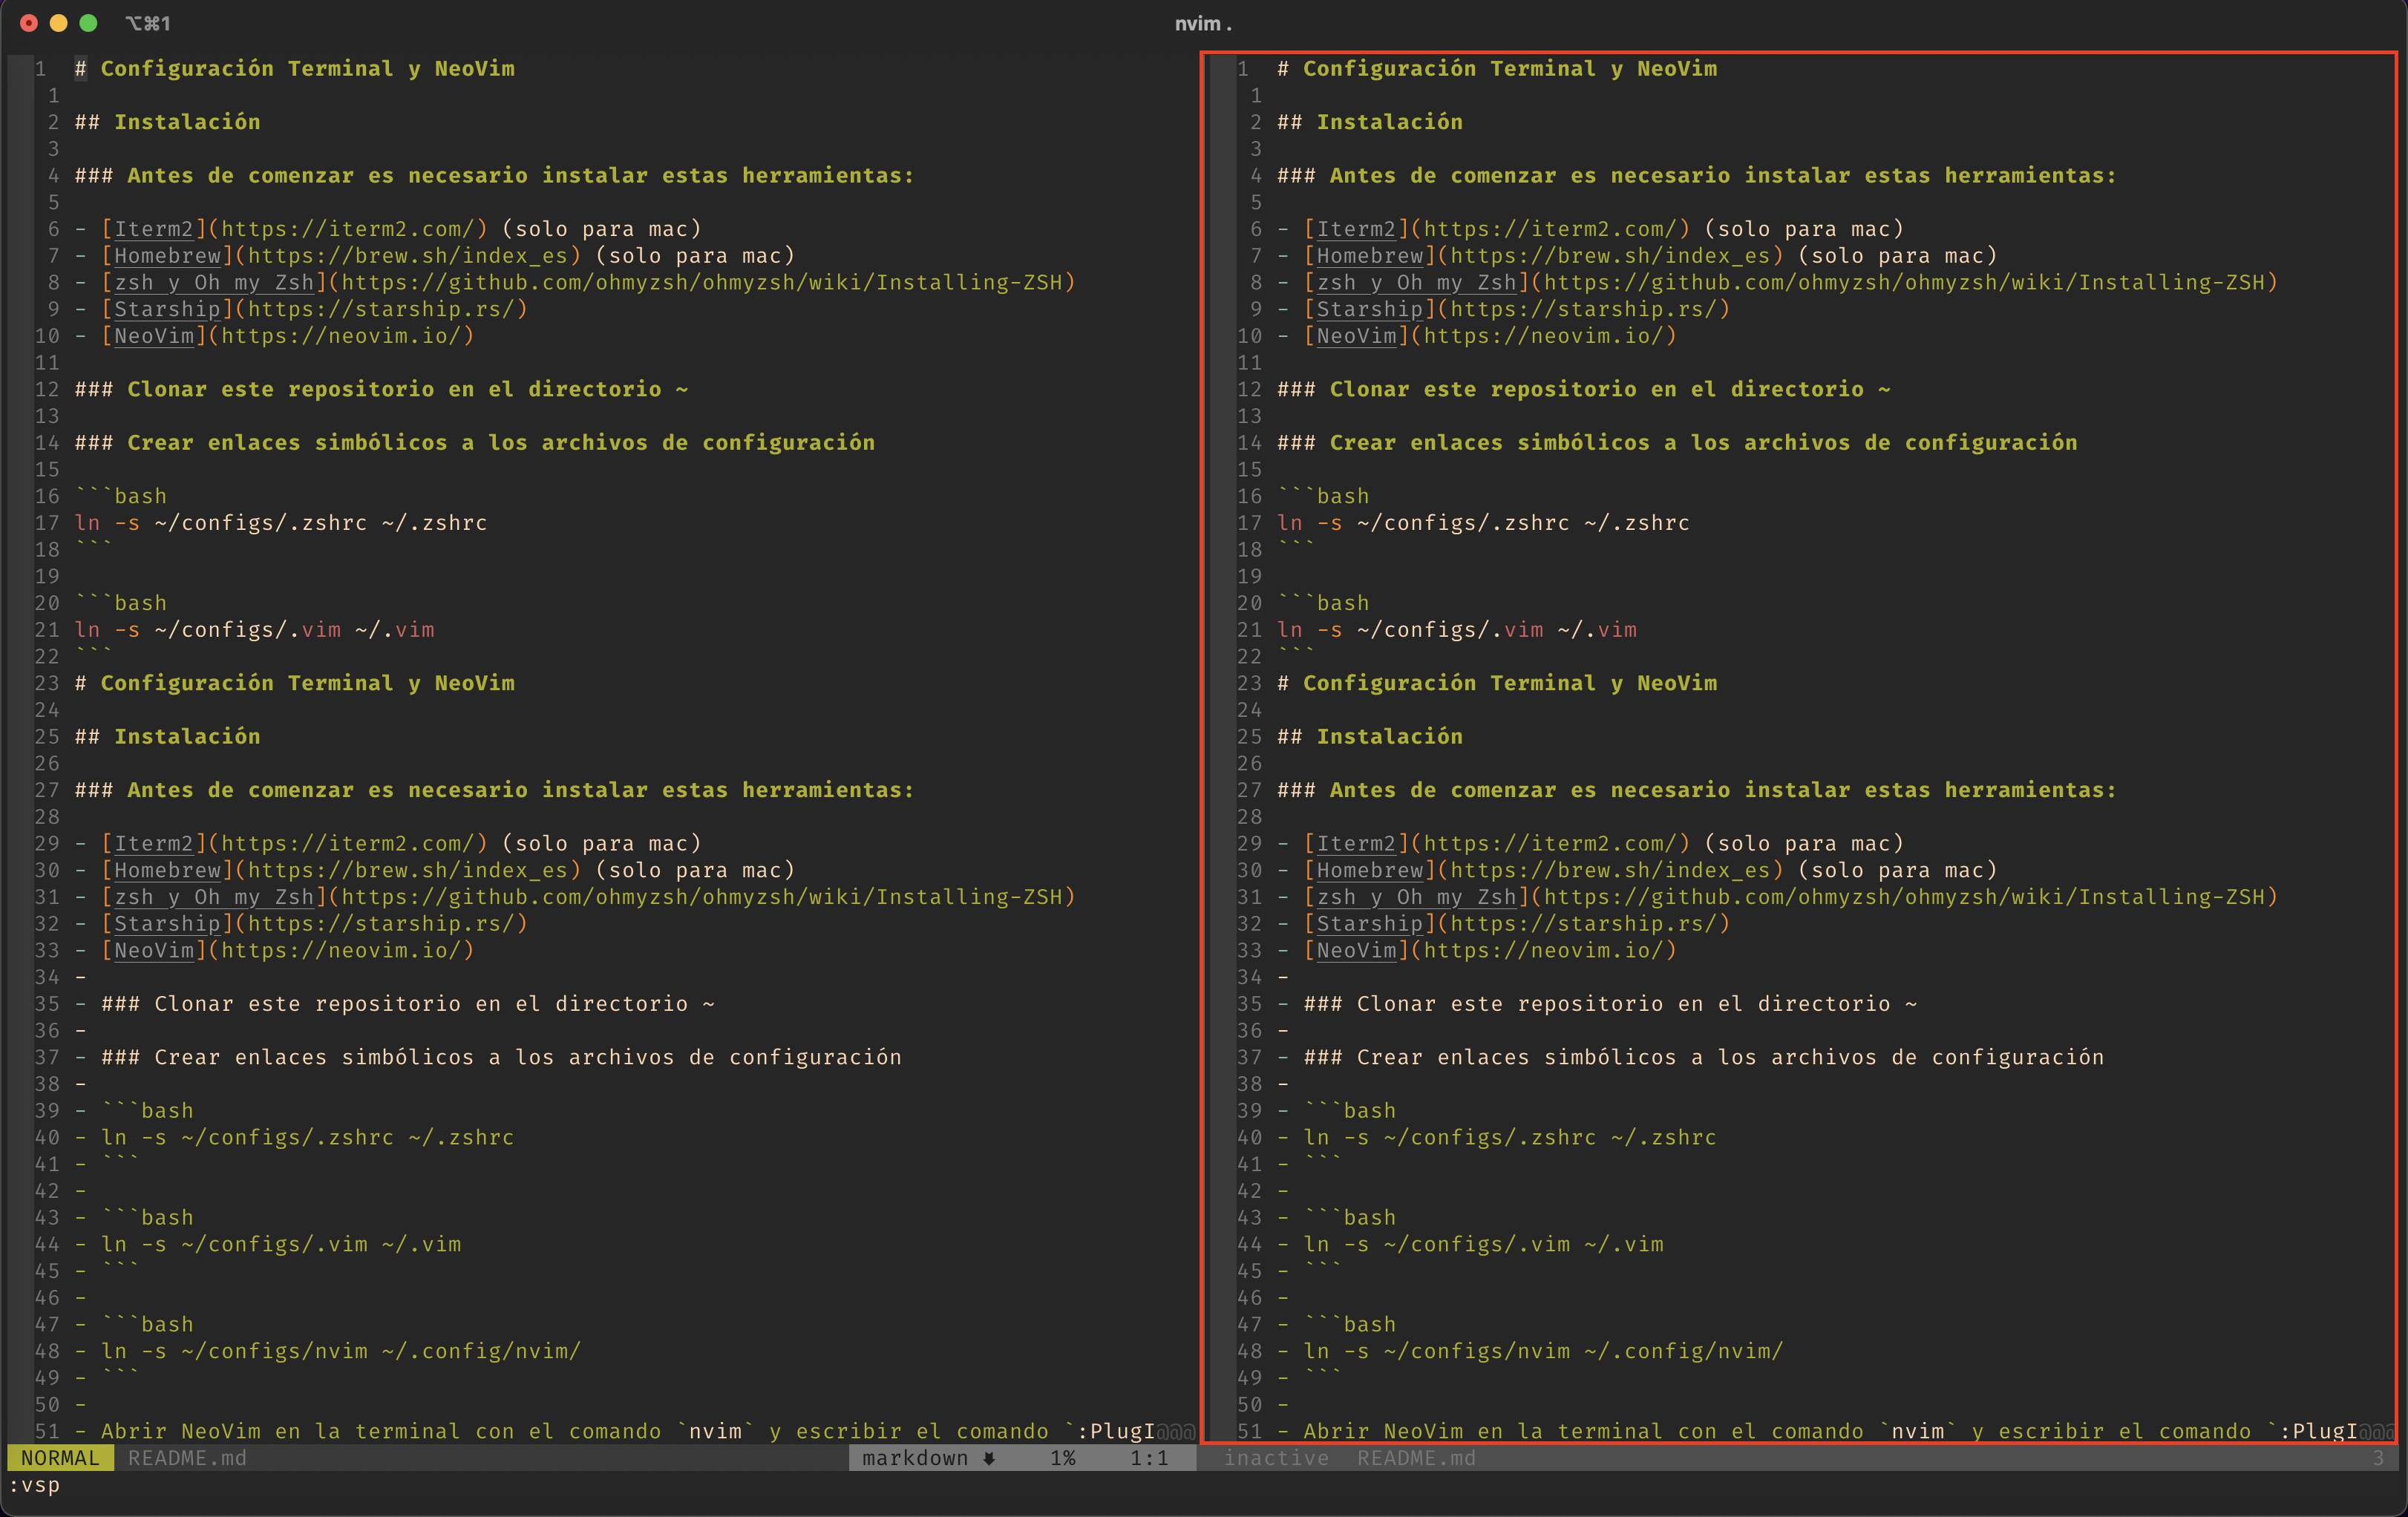 ⌥⌘1
nvim .
1 # Configuración Terminal y NeoVim
1
2 ## Instalación
3
4 ### Antes de comenzar es necesario instalar estas herramientas:
5
6 - [Iterm2](https://iterm2.com/) (solo para mac)
7 - [Homebrew](https://brew.sh/index_es) (solo para mac)
8 - [zsh y Oh my Zsh](https://github.com/ohmyzsh/ohmyzsh/wiki/Installing-ZSH)
9 - [Starship](https://starship.rs/)
10 - [NeoVim](https://neovim.io/)
11
12 ### Clonar este repositorio en el directorio ~
13
14 ### Crear enlaces simbólicos a los archivos de configuración
15
16 ```bash
17 ln -s ~/configs/.zshrc ~/.zshrc
18 ```
19
20 ```bash
21 ln -s ~/configs/.vim ~/.vim
22 ```
23 # Configuración Terminal y NeoVim
24
25 ## Instalación
26
27 ### Antes de comenzar es necesario instalar estas herramientas:
28
29 - [Iterm2](https://iterm2.com/) (solo para mac)
30 - [Homebrew](https://brew.sh/index_es) (solo para mac)
31 - [zsh y Oh my Zsh](https://github.com/ohmyzsh/ohmyzsh/wiki/Installing-ZSH)
32 - [Starship](https://starship.rs/)
33 - [NeoVim](https://neovim.io/)
34 -
35 - ### Clonar este repositorio en el directorio ~
36 -
37 - ### Crear enlaces simbólicos a los archivos de configuración
38 -
39 - ```bash
40 - ln -s ~/configs/.zshrc ~/.zshrc
41 - ```
42 -
43 - ```bash
44 - ln -s ~/configs/.vim ~/.vim
45 - ```
46 -
47 - ```bash
48 - ln -s ~/configs/nvim ~/.config/nvim/
49 - ```
50 -
51 - Abrir NeoVim en la terminal con el comando `nvim` y escribir el comando `:PlugI@@@
NORMAL README.md markdown 🡇 1% 1:1
1 # Configuración Terminal y NeoVim
1
2 ## Instalación
3
4 ### Antes de comenzar es necesario instalar estas herramientas:
5
6 - [Iterm2](https://iterm2.com/) (solo para mac)
7 - [Homebrew](https://brew.sh/index_es) (solo para mac)
8 - [zsh y Oh my Zsh](https://github.com/ohmyzsh/ohmyzsh/wiki/Installing-ZSH)
9 - [Starship](https://starship.rs/)
10 - [NeoVim](https://neovim.io/)
11
12 ### Clonar este repositorio en el directorio ~
13
14 ### Crear enlaces simbólicos a los archivos de configuración
15
16 ```bash
17 ln -s ~/configs/.zshrc ~/.zshrc
18 ```
19
20 ```bash
21 ln -s ~/configs/.vim ~/.vim
22 ```
23 # Configuración Terminal y NeoVim
24
25 ## Instalación
26
27 ### Antes de comenzar es necesario instalar estas herramientas:
28
29 - [Iterm2](https://iterm2.com/) (solo para mac)
30 - [Homebrew](https://brew.sh/index_es) (solo para mac)
31 - [zsh y Oh my Zsh](https://github.com/ohmyzsh/ohmyzsh/wiki/Installing-ZSH)
32 - [Starship](https://starship.rs/)
33 - [NeoVim](https://neovim.io/)
34 -
35 - ### Clonar este repositorio en el directorio ~
36 -
37 - ### Crear enlaces simbólicos a los archivos de configuración
38 -
39 - ```bash
40 - ln -s ~/configs/.zshrc ~/.zshrc
41 - ```
42 -
43 - ```bash
44 - ln -s ~/configs/.vim ~/.vim
45 - ```
46 -
47 - ```bash
48 - ln -s ~/configs/nvim ~/.config/nvim/
49 - ```
50 -
51 - Abrir NeoVim en la terminal con el comando `nvim` y escribir el comando `:PlugI@@@
inactive README.md 3
:vsp